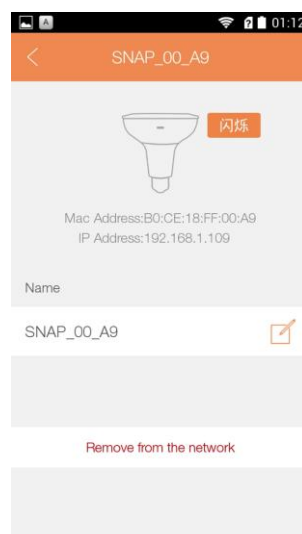 01:12
SNAP_00_A9
闪烁
Mac Address:B0:CE:18:FF:00:A9
IP Address:192.168.1.109
Name
SNAP_00_A9
Remove from the network